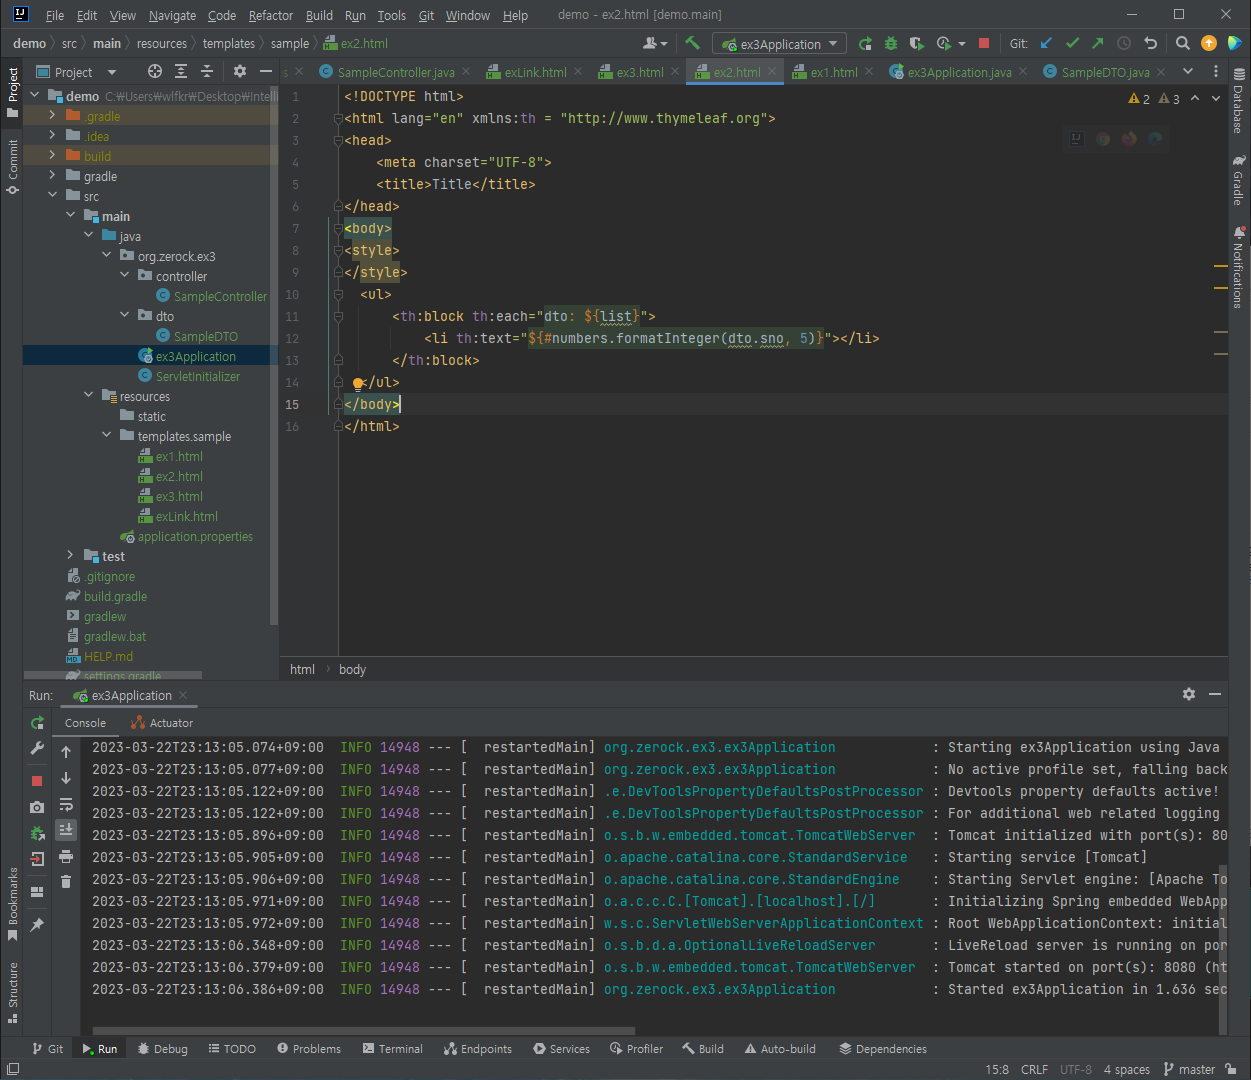 File Edit View Navigate Code Refactor Build Run Tools Git Window Help demo - ex2.html [demo.main]
demo src main resources templates sample ex2.html ex3Application Git:
Project s SampleController.java exLink.html ex3.html ex2.html ex1.html ex3Application.java SampleDTO.java
Project
Commit
Bookmarks
Structure
Database
Gradle
Notifications
demo C:₩Users₩wlfkr₩Desktop₩Intelli
.gradle
.idea
build
gradle
src
main
java
org.zerock.ex3
controller
SampleController
dto
SampleDTO
ex3Application
ServletInitializer
resources
static
templates.sample
ex1.html
ex2.html
ex3.html
exLink.html
application.properties
test
.gitignore
build.gradle
gradlew
gradlew.bat
HELP.md
settings.gradle
2 3
1 <!DOCTYPE html>
2 <html lang="en" xmlns:th = "http://www.thymeleaf.org">
3 <head>
4 <meta charset="UTF-8">
5 <title>Title</title>
6 </head>
7 <body>
8 <style>
9 </style>
10 <ul>
11 <th:block th:each="dto: ${list}">
12 <li th:text="${#numbers.formatInteger(dto.sno, 5)}"></li>
13 </th:block>
14 </ul>
15 </body>
16 </html>
html body
Run: ex3Application
Console Actuator
2023-03-22T23:13:05.074+09:00 INFO 14948 --- [ restartedMain] org.zerock.ex3.ex3Application : Starting ex3Application using Java
2023-03-22T23:13:05.077+09:00 INFO 14948 --- [ restartedMain] org.zerock.ex3.ex3Application : No active profile set, falling back
2023-03-22T23:13:05.122+09:00 INFO 14948 --- [ restartedMain] .e.DevToolsPropertyDefaultsPostProcessor : Devtools property defaults active!
2023-03-22T23:13:05.122+09:00 INFO 14948 --- [ restartedMain] .e.DevToolsPropertyDefaultsPostProcessor : For additional web related logging
2023-03-22T23:13:05.896+09:00 INFO 14948 --- [ restartedMain] o.s.b.w.embedded.tomcat.TomcatWebServer : Tomcat initialized with port(s): 80
2023-03-22T23:13:05.905+09:00 INFO 14948 --- [ restartedMain] o.apache.catalina.core.StandardService : Starting service [Tomcat]
2023-03-22T23:13:05.906+09:00 INFO 14948 --- [ restartedMain] o.apache.catalina.core.StandardEngine : Starting Servlet engine: [Apache To
2023-03-22T23:13:05.971+09:00 INFO 14948 --- [ restartedMain] o.a.c.c.C.[Tomcat].[localhost].[/] : Initializing Spring embedded WebApp
2023-03-22T23:13:05.972+09:00 INFO 14948 --- [ restartedMain] w.s.c.ServletWebServerApplicationContext : Root WebApplicationContext: initial
2023-03-22T23:13:06.348+09:00 INFO 14948 --- [ restartedMain] o.s.b.d.a.OptionalLiveReloadServer : LiveReload server is running on por
2023-03-22T23:13:06.379+09:00 INFO 14948 --- [ restartedMain] o.s.b.w.embedded.tomcat.TomcatWebServer : Tomcat started on port(s): 8080 (ht
2023-03-22T23:13:06.386+09:00 INFO 14948 --- [ restartedMain] org.zerock.ex3.ex3Application : Started ex3Application in 1.636 sec
Git Run Debug TODO Problems Terminal Endpoints Services Profiler Build Auto-build Dependencies
15:8 CRLF UTF-8 4 spaces master